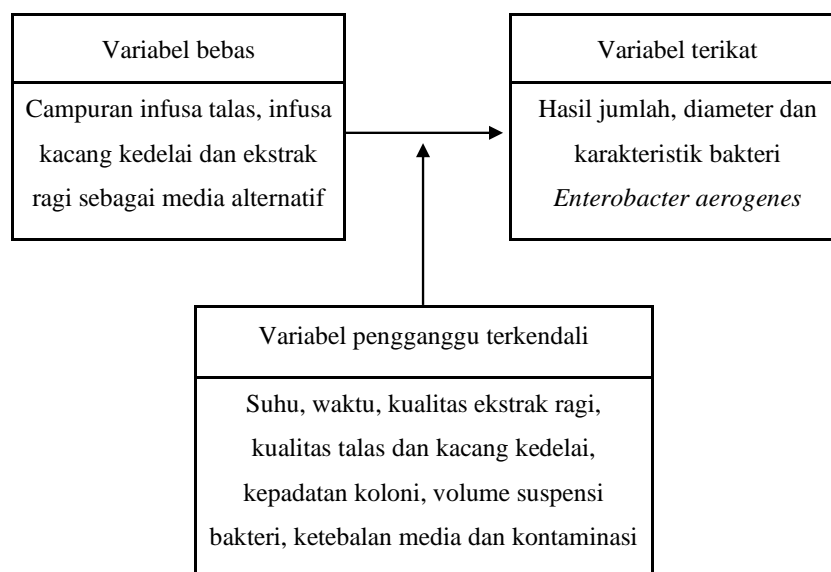 Variabel bebas
Campuran infusa talas, infusa
kacang kedelai dan ekstrak
ragi sebagai media alternatif
Variabel terikat
Hasil jumlah, diameter dan
karakteristik bakteri
Enterobacter aerogenes
Variabel pengganggu terkendali
Suhu, waktu, kualitas ekstrak ragi,
kualitas talas dan kacang kedelai,
kepadatan koloni, volume suspensi
bakteri, ketebalan media dan kontaminasi